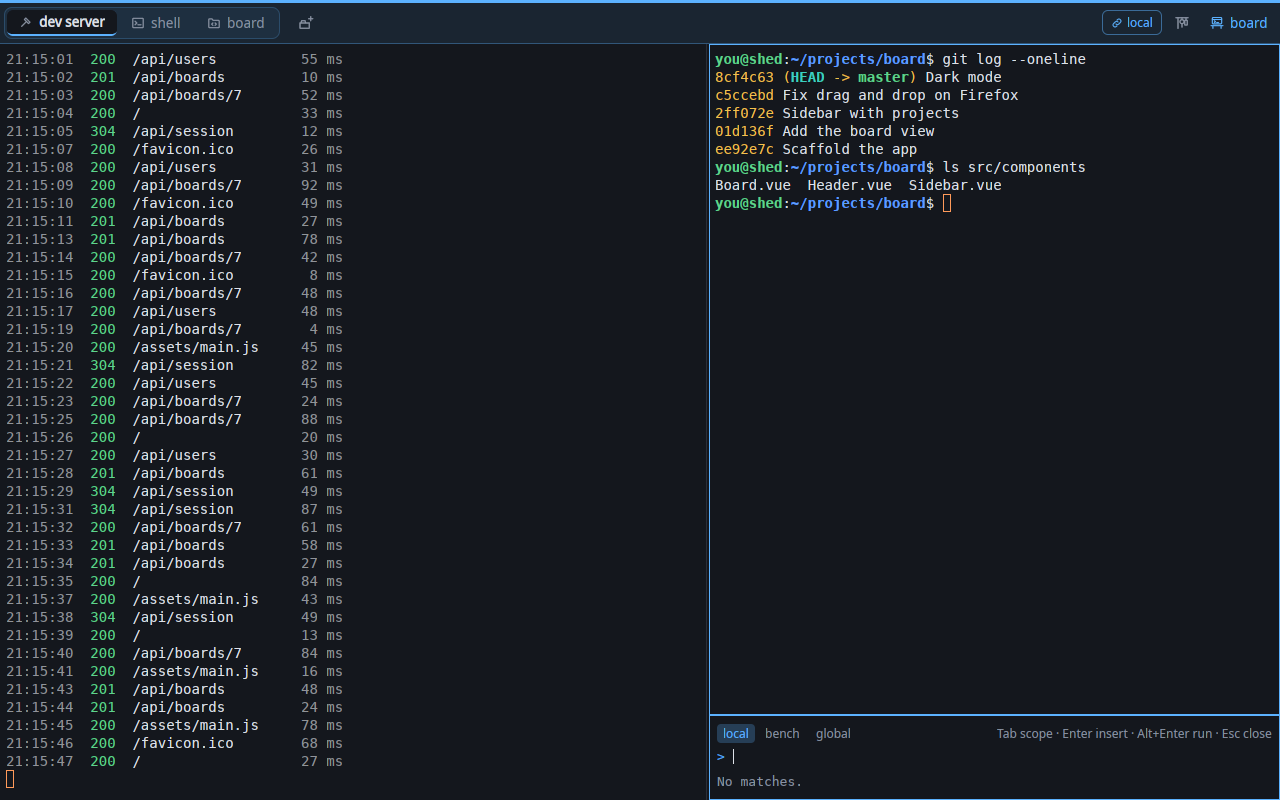 dev server shell board local board
21:15:01 200 /api/users 55 ms
21:15:02 201 /api/boards 10 ms
21:15:03 200 /api/boards/7 52 ms
21:15:04 200 / 33 ms
21:15:05 304 /api/session 12 ms
21:15:07 200 /favicon.ico 26 ms
21:15:08 200 /api/users 31 ms
21:15:09 200 /api/boards/7 92 ms
21:15:10 200 /favicon.ico 49 ms
21:15:11 201 /api/boards 27 ms
21:15:13 201 /api/boards 78 ms
21:15:14 200 /api/boards/7 42 ms
21:15:15 200 /favicon.ico 8 ms
21:15:16 200 /api/boards/7 48 ms
21:15:17 200 /api/users 48 ms
21:15:19 200 /api/boards/7 4 ms
21:15:20 200 /assets/main.js 45 ms
21:15:21 304 /api/session 82 ms
21:15:22 200 /api/users 45 ms
21:15:23 200 /api/boards/7 24 ms
21:15:25 200 /api/boards/7 88 ms
21:15:26 200 / 20 ms
21:15:27 200 /api/users 30 ms
21:15:28 201 /api/boards 61 ms
21:15:29 304 /api/session 49 ms
21:15:31 304 /api/session 87 ms
21:15:32 200 /api/boards/7 61 ms
21:15:33 201 /api/boards 58 ms
21:15:34 201 /api/boards 27 ms
21:15:35 200 / 84 ms
21:15:37 200 /assets/main.js 43 ms
21:15:38 304 /api/session 49 ms
21:15:39 200 / 13 ms
21:15:40 200 /api/boards/7 84 ms
21:15:41 200 /assets/main.js 16 ms
21:15:43 201 /api/boards 48 ms
21:15:44 201 /api/boards 24 ms
21:15:45 200 /assets/main.js 78 ms
21:15:46 200 /favicon.ico 68 ms
21:15:47 200 / 27 ms
you@shed:~/projects/board$ git log --oneline
8cf4c63 (HEAD -> master) Dark mode
c5ccebd Fix drag and drop on Firefox
2ff072e Sidebar with projects
01d136f Add the board view
ee92e7c Scaffold the app
you@shed:~/projects/board$ ls src/components
Board.vue Header.vue Sidebar.vue
you@shed:~/projects/board$
local bench global Tab scope · Enter insert · Alt+Enter run · Esc close
>
No matches.